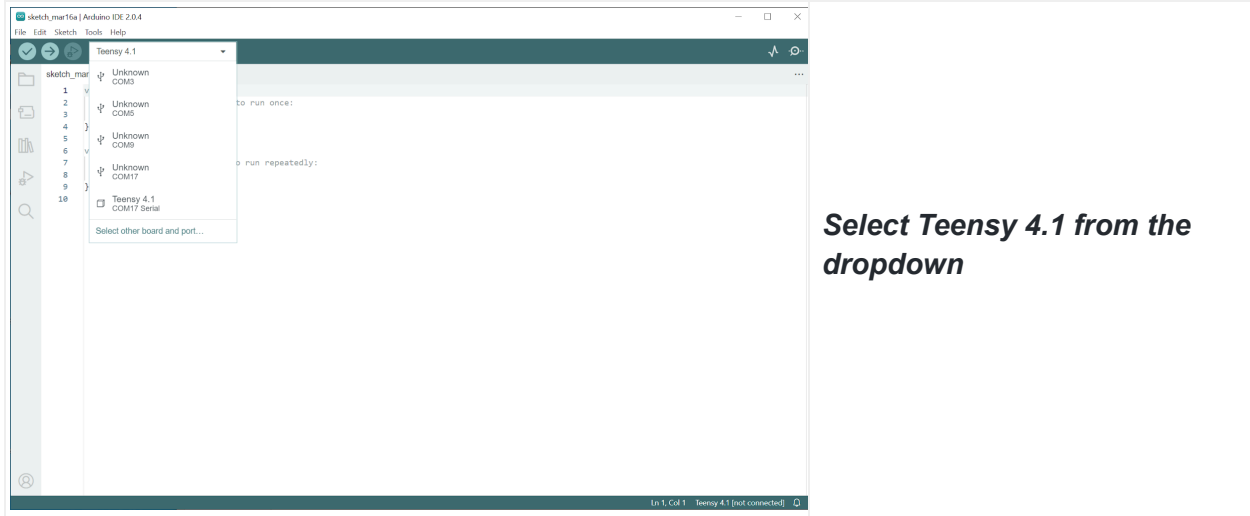 sketch_mar16a | Arduino IDE 2.0.4
File Edit Sketch Tools Help
Teensy 4.1
sketch_mar
Unknown
COM3
Unknown
COM5
Unknown
COM9
Unknown
COM17
Teensy 4.1
COM17 Serial
Select other board and port...
1 v
2 to run once:
3
4 }
5
6 v
7 o run repeatedly:
8
9 }
10
Ln 1, Col 1 Teensy 4.1 [not connected]
Select Teensy 4.1 from the
dropdown